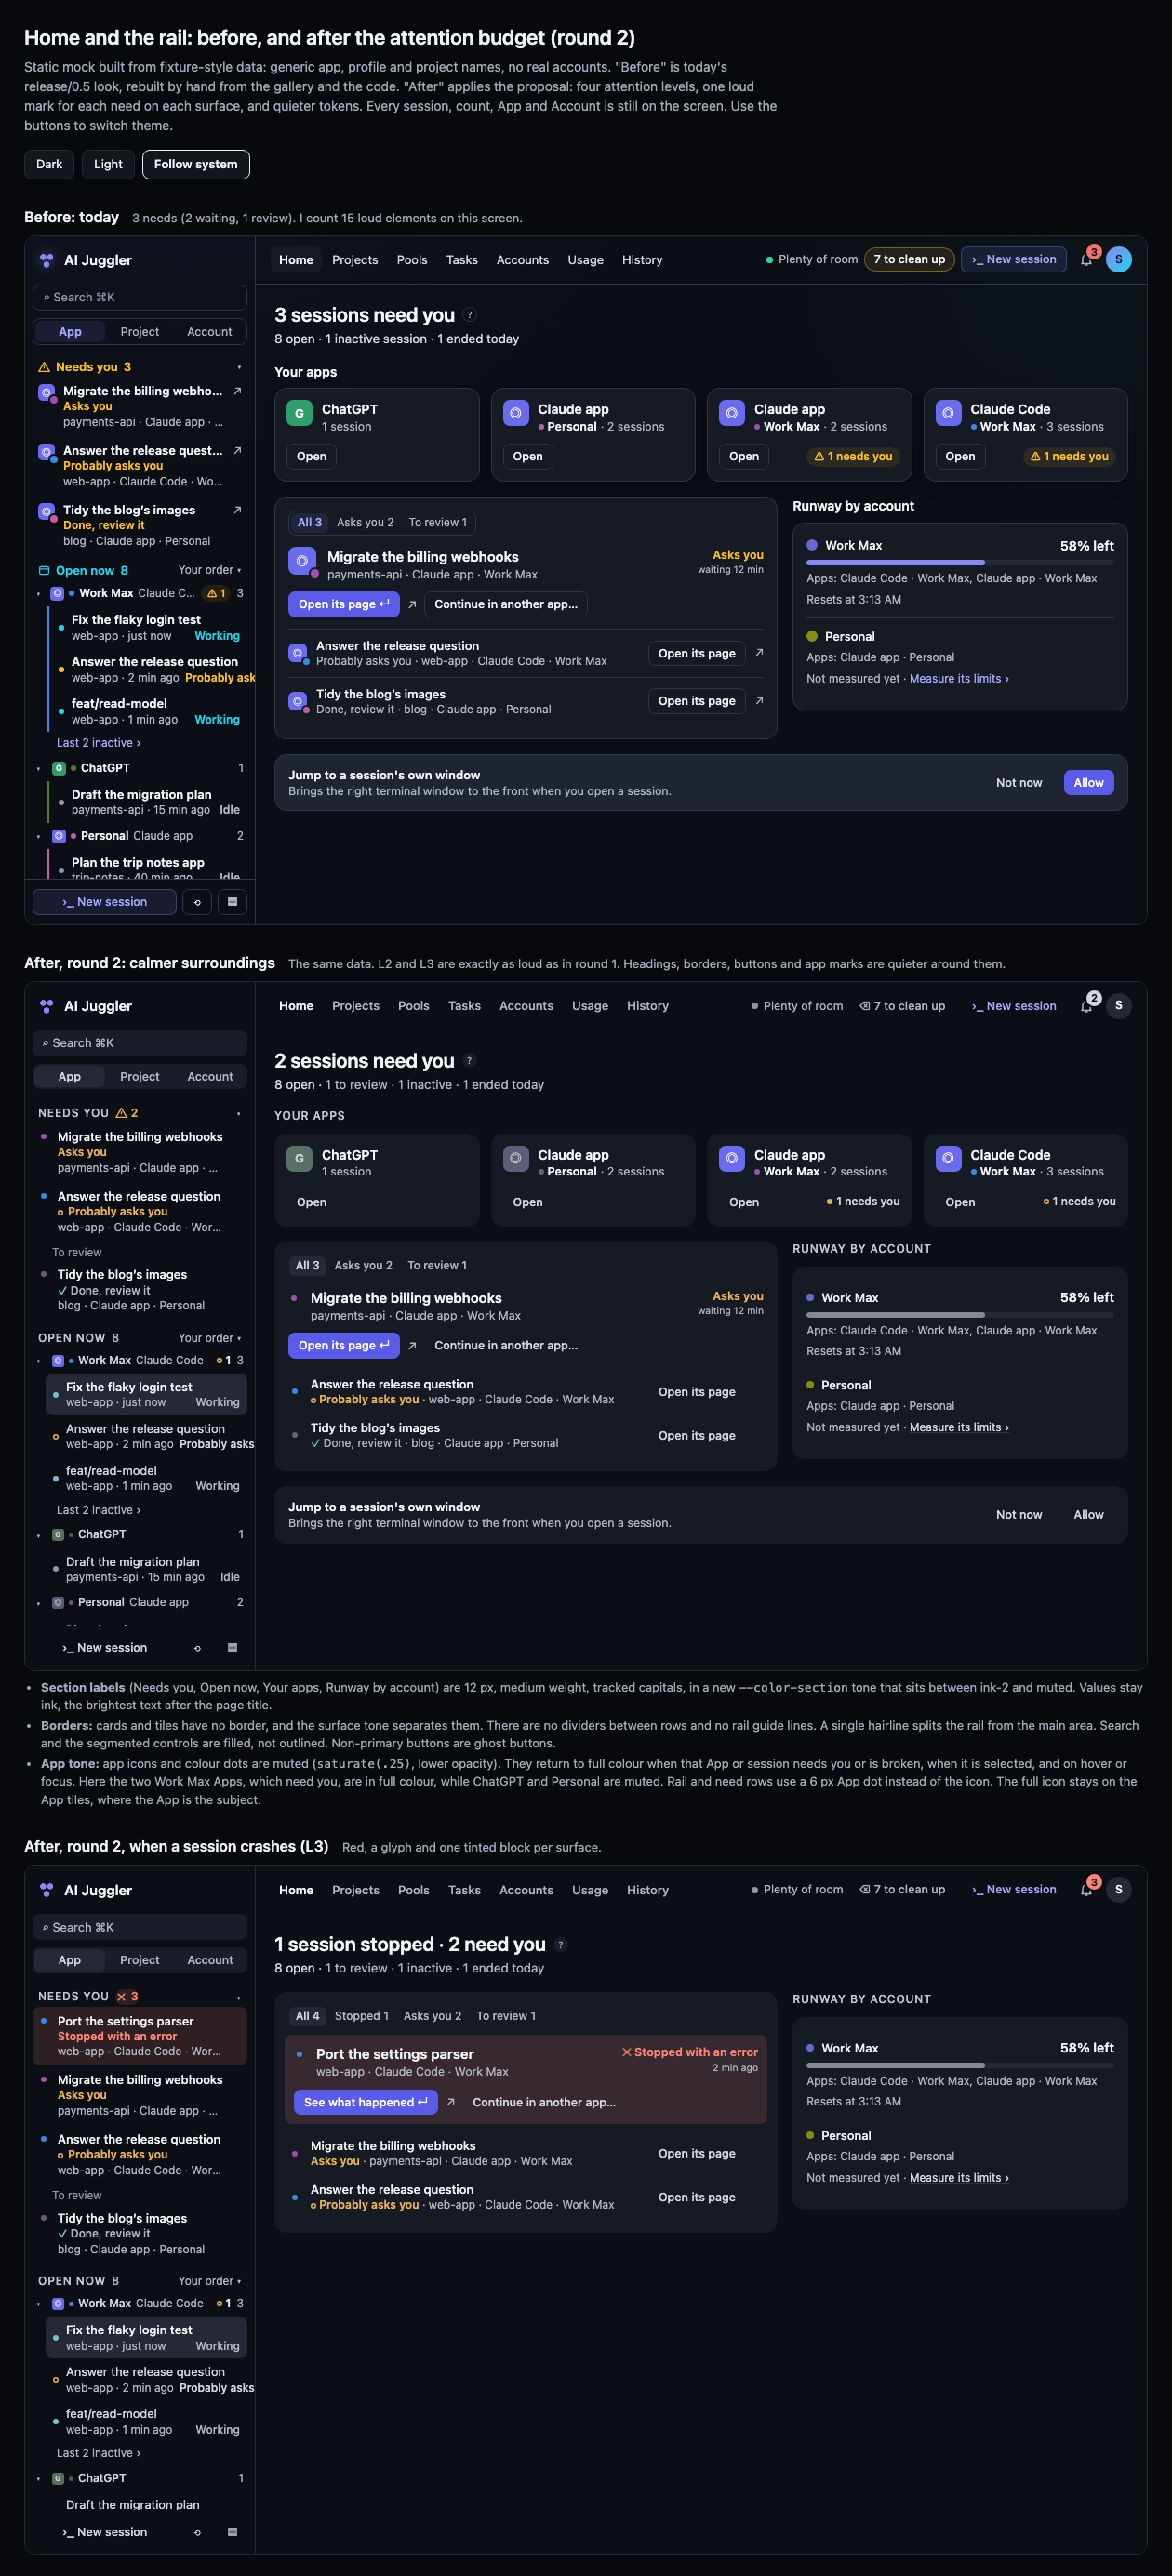 Home and the rail: before, and after the attention budget (round 2)
Static mock built from fixture-style data: generic app, profile and project names, no real accounts. "Before" is today's
release/0.5 look, rebuilt by hand from the gallery and the code. "After" applies the proposal: four attention levels, one loud
mark for each need on each surface, and quieter tokens. Every session, count, App and Account is still on the screen. Use the
buttons to switch theme.
Dark Light Follow system
Before: today 3 needs (2 waiting, 1 review). I count 15 loud elements on this screen.
AI Juggler
Search ⌘K
App Project Account
Needs you 3
Migrate the billing webho...
Asks you
payments-api · Claude app · ...
Answer the release quest...
Probably asks you
web-app · Claude Code · Wo...
Tidy the blog's images
Done, review it
blog · Claude app · Personal
Open now 8 Your order
Work Max Claude C... 1 3
Fix the flaky login test
web-app · just now Working
Answer the release question
web-app · 2 min ago Probably ask
feat/read-model
web-app · 1 min ago Working
Last 2 inactive ›
G ChatGPT 1
Draft the migration plan
payments-api · 15 min ago Idle
Personal Claude app 2
Plan the trip notes app
trip-notes · 40 min ago Idle
›_ New session
Home Projects Pools Tasks Accounts Usage History
Plenty of room 7 to clean up ›_ New session 3 S
3 sessions need you ?
8 open · 1 inactive session · 1 ended today
Your apps
G ChatGPT
1 session
Open
Claude app
Personal · 2 sessions
Open
Claude app
Work Max · 2 sessions
Open 1 needs you
Claude Code
Work Max · 3 sessions
Open 1 needs you
All 3 Asks you 2 To review 1
Migrate the billing webhooks Asks you
payments-api · Claude app · Work Max waiting 12 min
Open its page ↵ ↗ Continue in another app...
Answer the release question
Probably asks you · web-app · Claude Code · Work Max Open its page ↗
Tidy the blog's images
Done, review it · blog · Claude app · Personal Open its page ↗
Runway by account
Work Max 58% left
Apps: Claude Code · Work Max, Claude app · Work Max
Resets at 3:13 AM
Personal
Apps: Claude app · Personal
Not measured yet · Measure its limits ›
Jump to a session's own window
Brings the right terminal window to the front when you open a session.
Not now Allow
After, round 2: calmer surroundings The same data. L2 and L3 are exactly as loud as in round 1. Headings, borders, buttons and app marks are quieter around them.
AI Juggler
Search ⌘K
App Project Account
NEEDS YOU 2
Migrate the billing webhooks
Asks you
payments-api · Claude app · ...
Answer the release question
Probably asks you
web-app · Claude Code · Wor...
To review
Tidy the blog's images
✓ Done, review it
blog · Claude app · Personal
OPEN NOW 8 Your order
Work Max Claude Code 1 3
Fix the flaky login test
web-app · just now Working
Answer the release question
web-app · 2 min ago Probably asks
feat/read-model
web-app · 1 min ago Working
Last 2 inactive ›
G ChatGPT 1
Draft the migration plan
payments-api · 15 min ago Idle
Personal Claude app 2
›_ New session
Home Projects Pools Tasks Accounts Usage History
Plenty of room 7 to clean up ›_ New session 2 S
2 sessions need you ?
8 open · 1 to review · 1 inactive · 1 ended today
YOUR APPS
G ChatGPT
1 session
Open
Claude app
Personal · 2 sessions
Open
Claude app
Work Max · 2 sessions
Open 1 needs you
Claude Code
Work Max · 3 sessions
Open 1 needs you
All 3 Asks you 2 To review 1
Migrate the billing webhooks Asks you
payments-api · Claude app · Work Max waiting 12 min
Open its page ↵ ↗ Continue in another app...
Answer the release question
Probably asks you · web-app · Claude Code · Work Max Open its page
Tidy the blog's images
✓ Done, review it · blog · Claude app · Personal Open its page
RUNWAY BY ACCOUNT
Work Max 58% left
Apps: Claude Code · Work Max, Claude app · Work Max
Resets at 3:13 AM
Personal
Apps: Claude app · Personal
Not measured yet · Measure its limits ›
Jump to a session's own window
Brings the right terminal window to the front when you open a session.
Not now Allow
• Section labels (Needs you, Open now, Your apps, Runway by account) are 12 px, medium weight, tracked capitals, in a new --color-section tone that sits between ink-2 and muted. Values stay
ink, the brightest text after the page title.
• Borders: cards and tiles have no border, and the surface tone separates them. There are no dividers between rows and no rail guide lines. A single hairline splits the rail from the main area. Search
and the segmented controls are filled, not outlined. Non-primary buttons are ghost buttons.
• App tone: app icons and colour dots are muted (saturate(.25), lower opacity). They return to full colour when that App or session needs you or is broken, when it is selected, and on hover or
focus. Here the two Work Max Apps, which need you, are in full colour, while ChatGPT and Personal are muted. Rail and need rows use a 6 px App dot instead of the icon. The full icon stays on the
App tiles, where the App is the subject.
After, round 2, when a session crashes (L3) Red, a glyph and one tinted block per surface.
AI Juggler
Search ⌘K
App Project Account
NEEDS YOU ✕ 3
Port the settings parser
Stopped with an error
web-app · Claude Code · Wor...
Migrate the billing webhooks
Asks you
payments-api · Claude app · ...
Answer the release question
Probably asks you
web-app · Claude Code · Wor...
To review
Tidy the blog's images
✓ Done, review it
blog · Claude app · Personal
OPEN NOW 8 Your order
Work Max Claude Code 1 3
Fix the flaky login test
web-app · just now Working
Answer the release question
web-app · 2 min ago Probably asks
feat/read-model
web-app · 1 min ago Working
Last 2 inactive ›
G ChatGPT 1
Draft the migration plan
›_ New session
Home Projects Pools Tasks Accounts Usage History
Plenty of room 7 to clean up ›_ New session 3 S
1 session stopped · 2 need you ?
8 open · 1 to review · 1 inactive · 1 ended today
All 4 Stopped 1 Asks you 2 To review 1
Port the settings parser ✕ Stopped with an error
web-app · Claude Code · Work Max 2 min ago
See what happened ↵ ↗ Continue in another app...
Migrate the billing webhooks
Asks you · payments-api · Claude app · Work Max Open its page
Answer the release question
Probably asks you · web-app · Claude Code · Work Max Open its page
RUNWAY BY ACCOUNT
Work Max 58% left
Apps: Claude Code · Work Max, Claude app · Work Max
Resets at 3:13 AM
Personal
Apps: Claude app · Personal
Not measured yet · Measure its limits ›